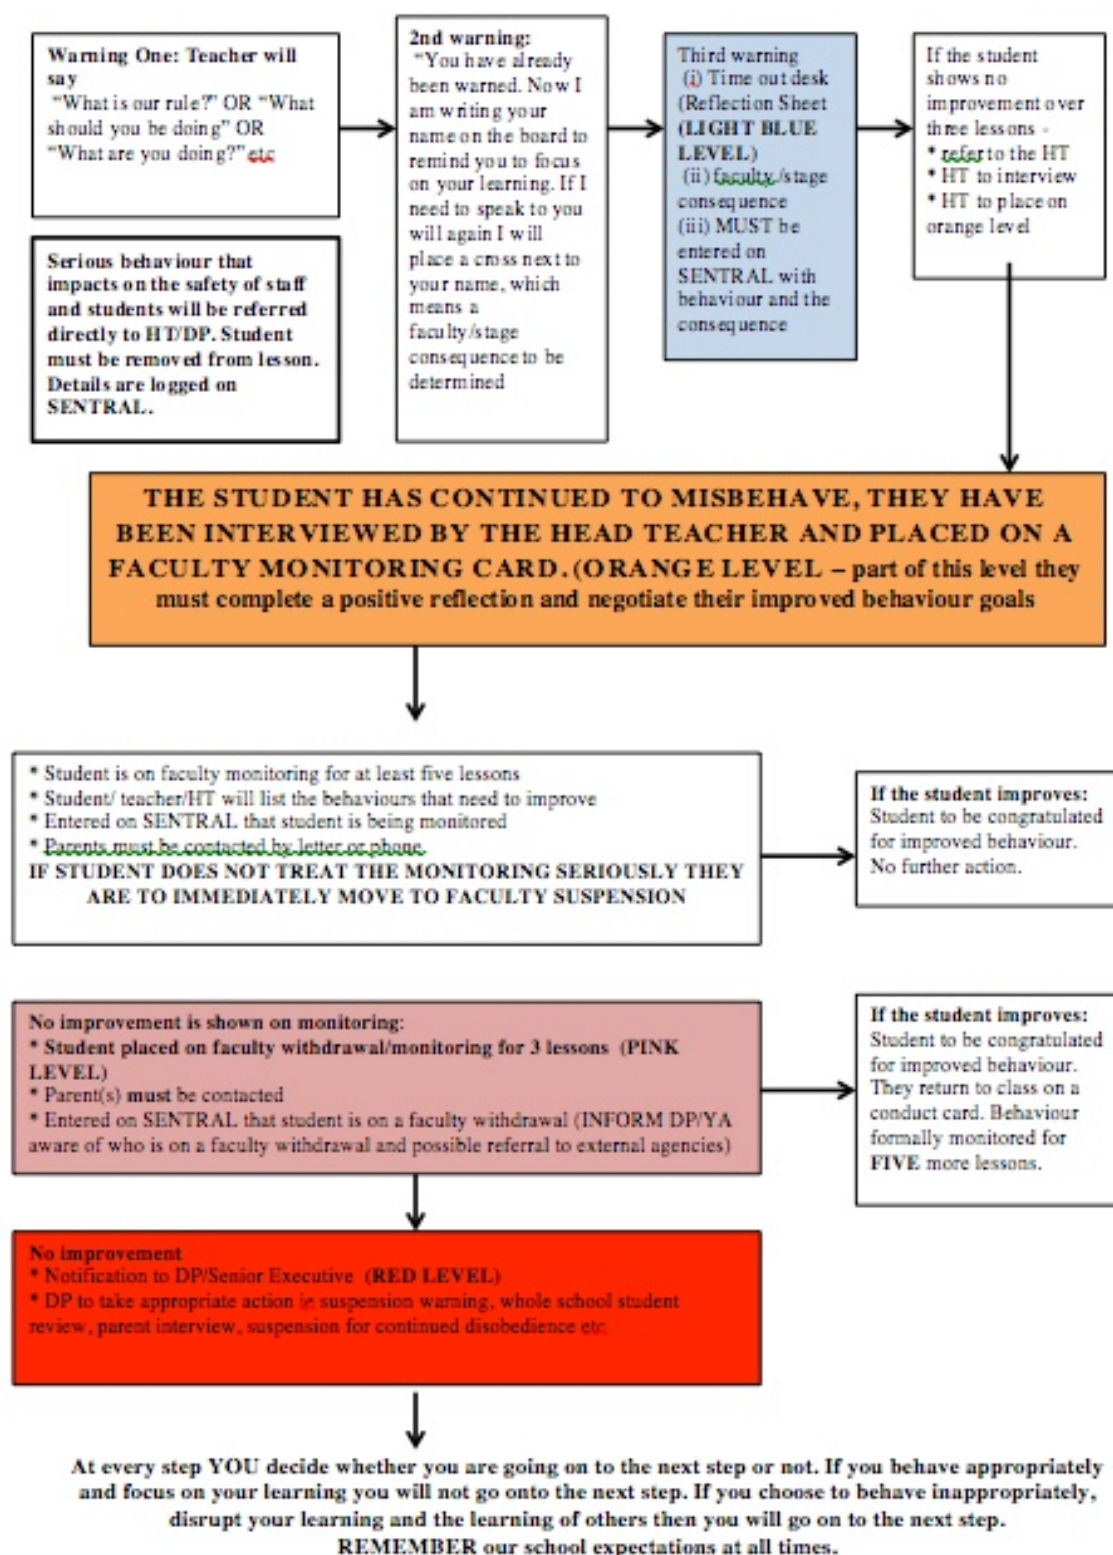 Warning One: Teacher will
say
"What is our rule?" OR "What
should you be doing" OR
"What are you doing?" etc
2nd warning:
"You have already
been warned. Now I
am writing your
name on the board to
remind you to focus
on your learning. If I
need to speak to you
will again I will
place a cross next to
your name, which
means a
faculty/stage
consequence to be
determined
Third warning
(i) Time out desk
(Reflection Sheet
(LIGHT BLUE
LEVEL)
(ii) faculty /stage
consequence
(iii) MUST be
entered on
SENTRAL with
behaviour and the
consequence
If the student
shows no
improvement over
three lessons -
* refer to the HT
* HT to interview
* HT to place on
orange level
Serious behaviour that
impacts on the safety of staff
and students will be referred
directly to HT/DP. Student
must be removed from lesson.
Details are logged on
SENTRAL.
THE STUDENT HAS CONTINUED TO MISBEHAVE, THEY HAVE
BEEN INTERVIEWED BY THE HEAD TEACHER AND PLACED ON A
FACULTY MONITORING CARD. (ORANGE LEVEL – part of this level they
must complete a positive reflection and negotiate their improved behaviour goals
* Student is on faculty monitoring for at least five lessons
* Student/ teacher/HT will list the behaviours that need to improve
* Entered on SENTRAL that student is being monitored
* Parents must be contacted by letter or phone.
IF STUDENT DOES NOT TREAT THE MONITORING SERIOUSLY THEY
ARE TO IMMEDIATELY MOVE TO FACULTY SUSPENSION
If the student improves:
Student to be congratulated
for improved behaviour.
No further action.
No improvement is shown on monitoring:
* Student placed on faculty withdrawal/monitoring for 3 lessons (PINK
LEVEL)
* Parent(s) must be contacted
* Entered on SENTRAL that student is on a faculty withdrawal (INFORM DP/YA
aware of who is on a faculty withdrawal and possible referral to external agencies)
If the student improves:
Student to be congratulated
for improved behaviour.
They return to class on a
conduct card. Behaviour
formally monitored for
FIVE more lessons.
No improvement
* Notification to DP/Senior Executive (RED LEVEL)
* DP to take appropriate action ie suspension warning, whole school student
review, parent interview, suspension for continued disobedience etc
At every step YOU decide whether you are going on to the next step or not. If you behave appropriately
and focus on your learning you will not go onto the next step. If you choose to behave inappropriately,
disrupt your learning and the learning of others then you will go on to the next step.
REMEMBER our school expectations at all times.